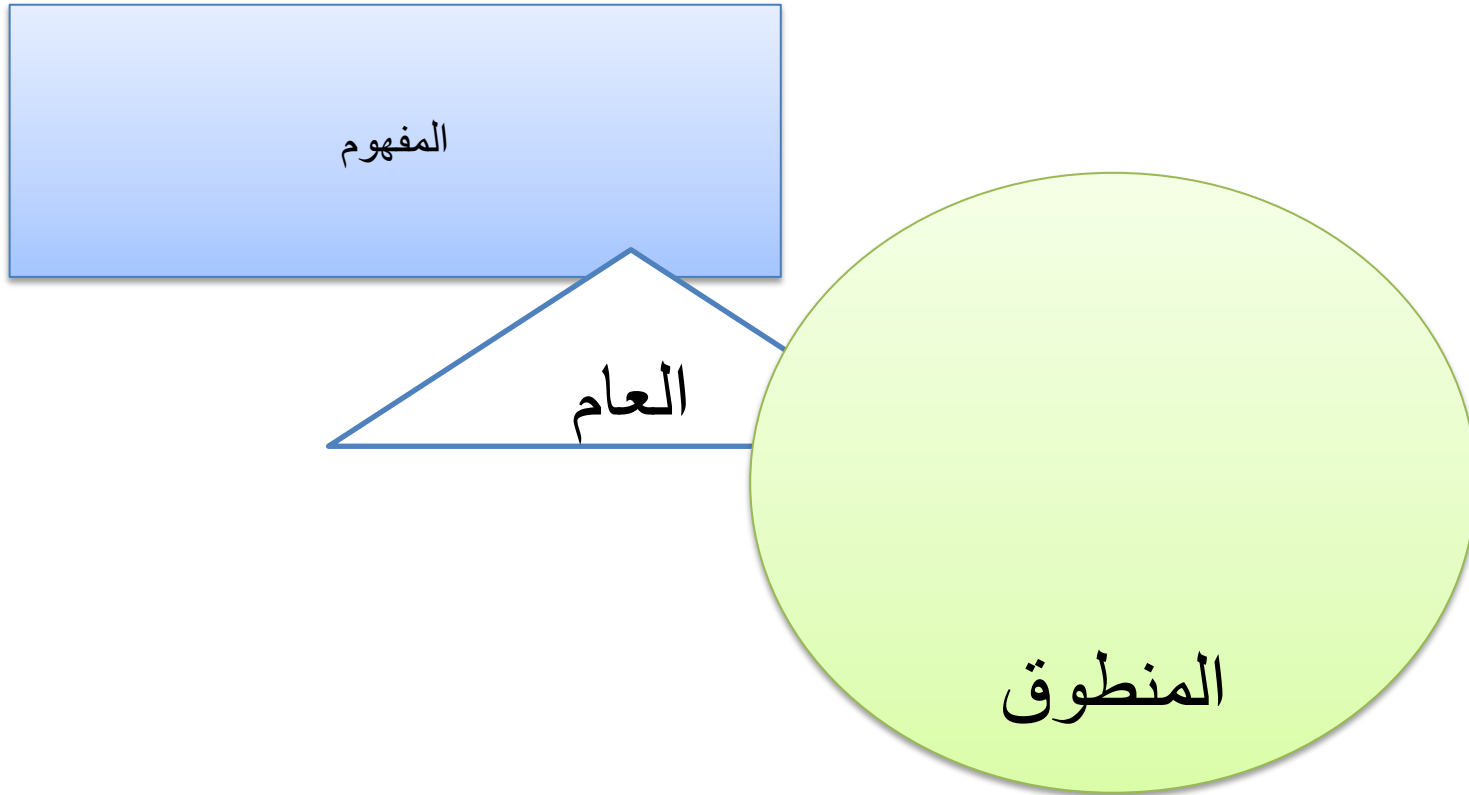 المفهوم
العام
المنطوق